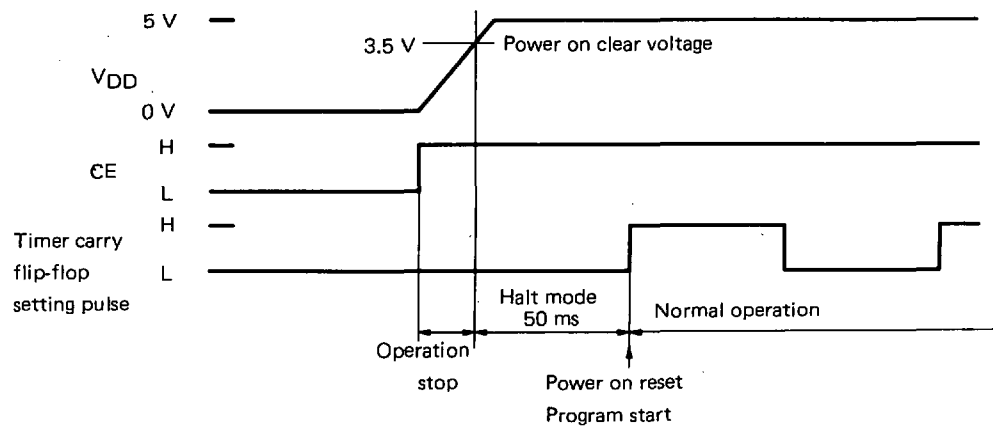 5 V
3.5 V
Power on clear voltage
VDD
0 V
H
CE
L
H
Timer carry
flip-flop
setting pulse
L
Halt mode
50 ms
Normal operation
Operation
stop
Power on reset
Program start